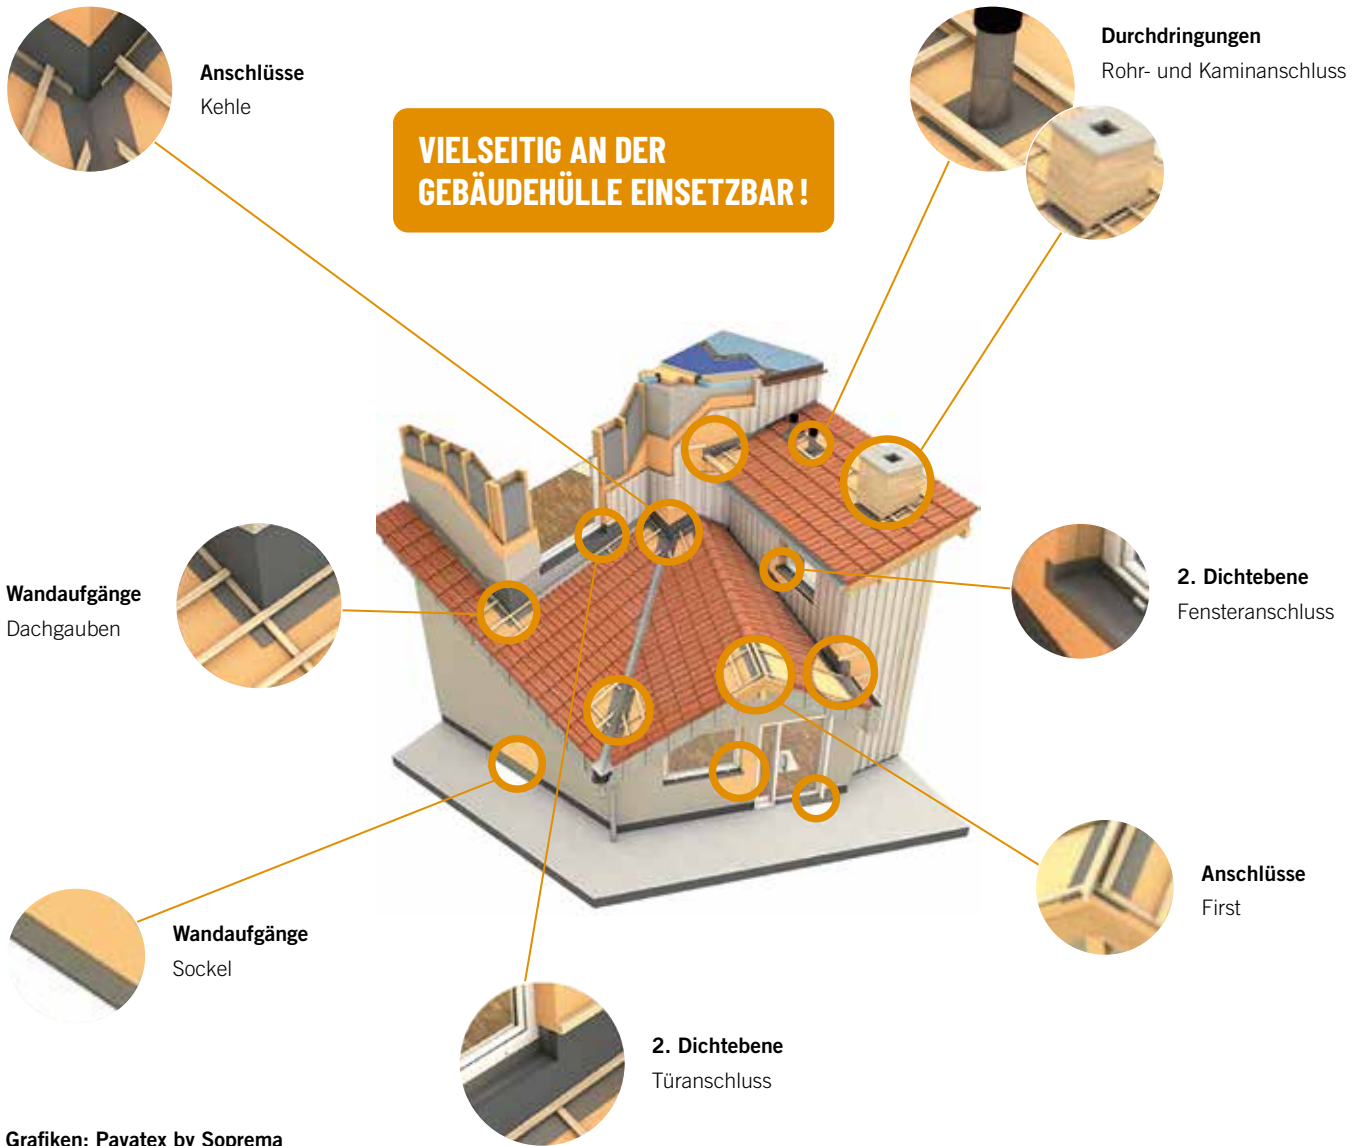 Anschlüsse
Kehle
Durchdringungen
Rohr- und Kaminanschluss
VIELSEITIG AN DER
GEBÄUDEHÜLLE EINSETZBAR!
Wandaufgänge
Dachgauben
2. Dichtebene
Fensteranschluss
Anschlüsse
First
Wandaufgänge
Sockel
2. Dichtebene
Türanschluss
Grafiken: Pavatex by Soprema